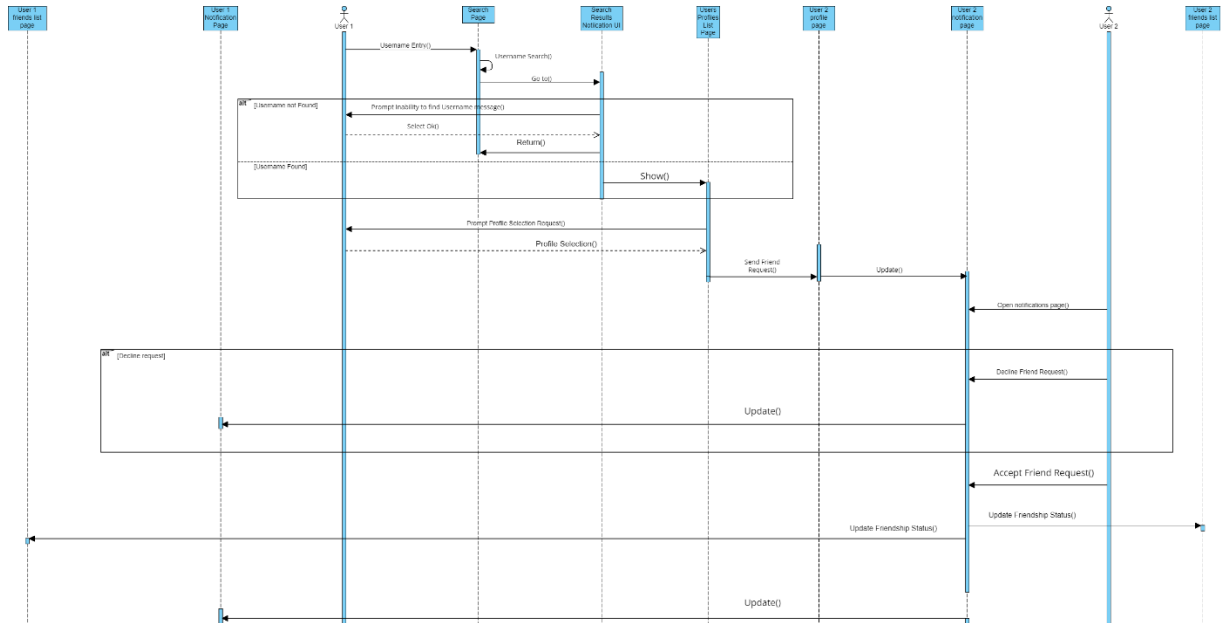 User 1
friends list
page
User 1
Notification
Page
User 1
Search
Page
Search
Results
Notication UI
Users
Profiles
List
Page
User 2
profile
page
User 2
notification
page
User 2
User 2
friends list
page
Username Entry()
Username Search()
Go to()
alt
[Username not Found]
Prompt inability to find Username message()
Select Ok()
Return()
[Username Found]
Show()
Prompt Profile Selection Request()
Profile Selection()
Send Friend
Request()
Update()
Open notifications page()
alt
[Decline request]
Decline Friend Request()
Update()
Accept Friend Request()
Update Friendship Status()
Update Friendship Status()
Update()